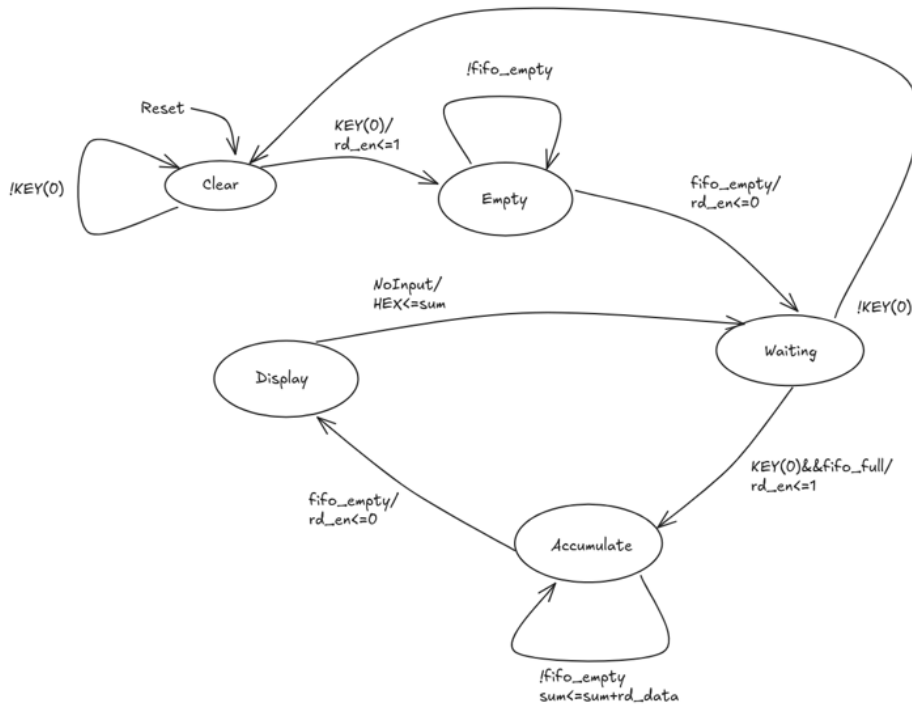 !fifo_empty
Reset
KEY(0)/
rd_en<=1
!KEY(0)
Clear
Empty
fifo_empty/
rd_en<=0
NoInput/
HEX<=sum
!KEY(0)
Waiting
Display
KEY(0)&&fifo_full/
rd_en<=1
fifo_empty/
rd_en<=0
Accumulate
!fifo_empty
sum<=sum+rd_data